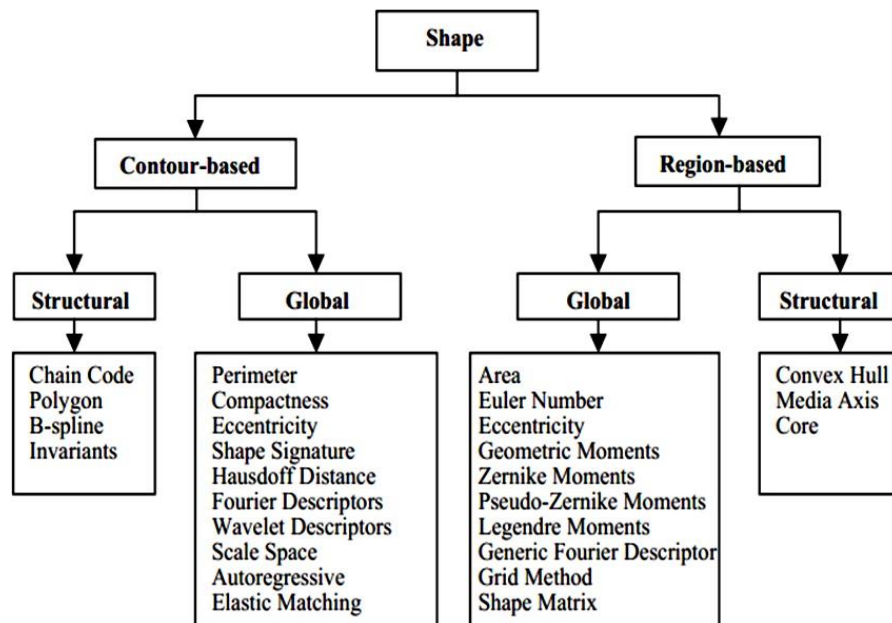 Shape
Contour-based
Region-based
Structural
Global
Global
Structural
Chain Code
Polygon
B-spline
Invariants
Perimeter
Compactness
Eccentricity
Shape Signature
Hausdoff Distance
Fourier Descriptors
Wavelet Descriptors
Scale Space
Autoregressive
Elastic Matching
Area
Euler Number
Eccentricity
Geometric Moments
Zernike Moments
Pseudo-Zernike Moments
Legendre Moments
Generic Fourier Descriptor
Grid Method
Shape Matrix
Convex Hull
Media Axis
Core